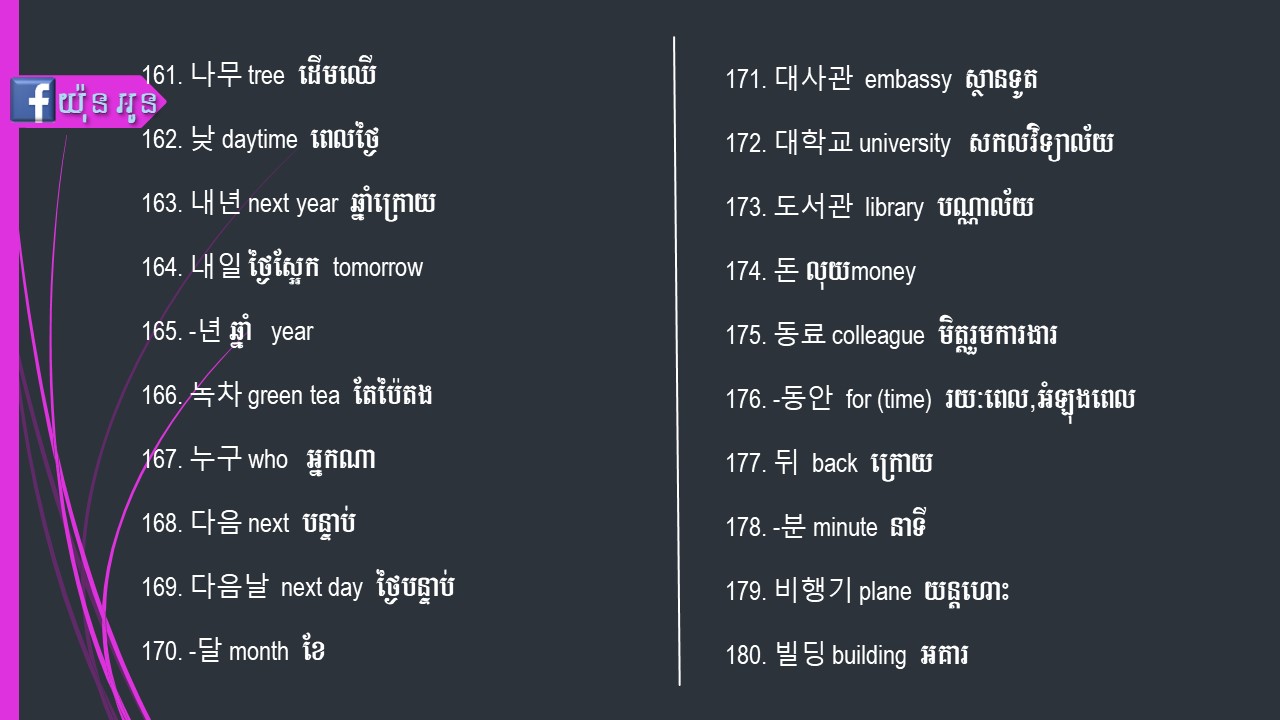 យ៉ុន អូន
161. 나무 tree ដើមឈើ
162. 낮 daytime ពេលថ្ងៃ
163. 내년 next year ឆ្នាំក្រោយ
164. 내일 ថ្ងៃស្អែក tomorrow
165. -년 ឆ្នាំ year
166. 녹차 green tea តែប៉ៃតង
167. 누구 who អ្នកណា
168. 다음 next បន្ទាប់
169. 다음날 next day ថ្ងៃបន្ទាប់
170. -달 month ខែ
171. 대사관 embassy ស្ថានទូត
172. 대학교 university សកលវិទ្យាល័យ
173. 도서관 library បណ្ណាល័យ
174. 돈 លុយmoney
175. 동료 colleague មិត្តរួមការងារ
176. -동안 for (time) រយៈពេល,អំឡុងពេល
177. 뒤 back ក្រោយ
178. -분 minute នាទី
179. 비행기 plane យន្តហោះ
180. 빌딩 building អគារ